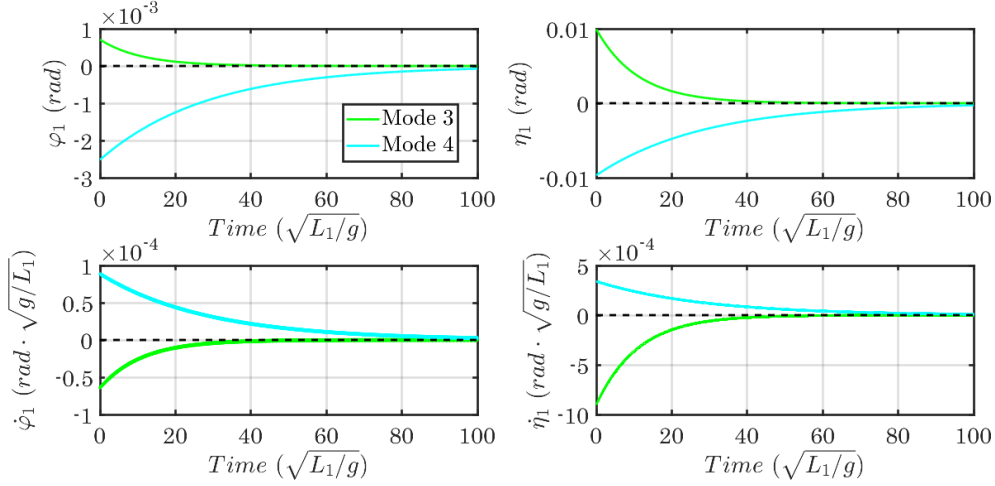 ×10⁻³
1
0
-1
-2
-3
φ₁ (rad)
Mode 3
Mode 4
0 20 40 60 80 100
Time (√L₁/g)
0.01
0
-0.01
η₁ (rad)
0 20 40 60 80 100
Time (√L₁/g)
×10⁻⁴
1
0.5
0
-0.5
-1
φ̇₁ (rad · √g/L₁)
0 20 40 60 80 100
Time (√L₁/g)
×10⁻⁴
5
0
-5
-10
η̇₁ (rad · √g/L₁)
0 20 40 60 80 100
Time (√L₁/g)